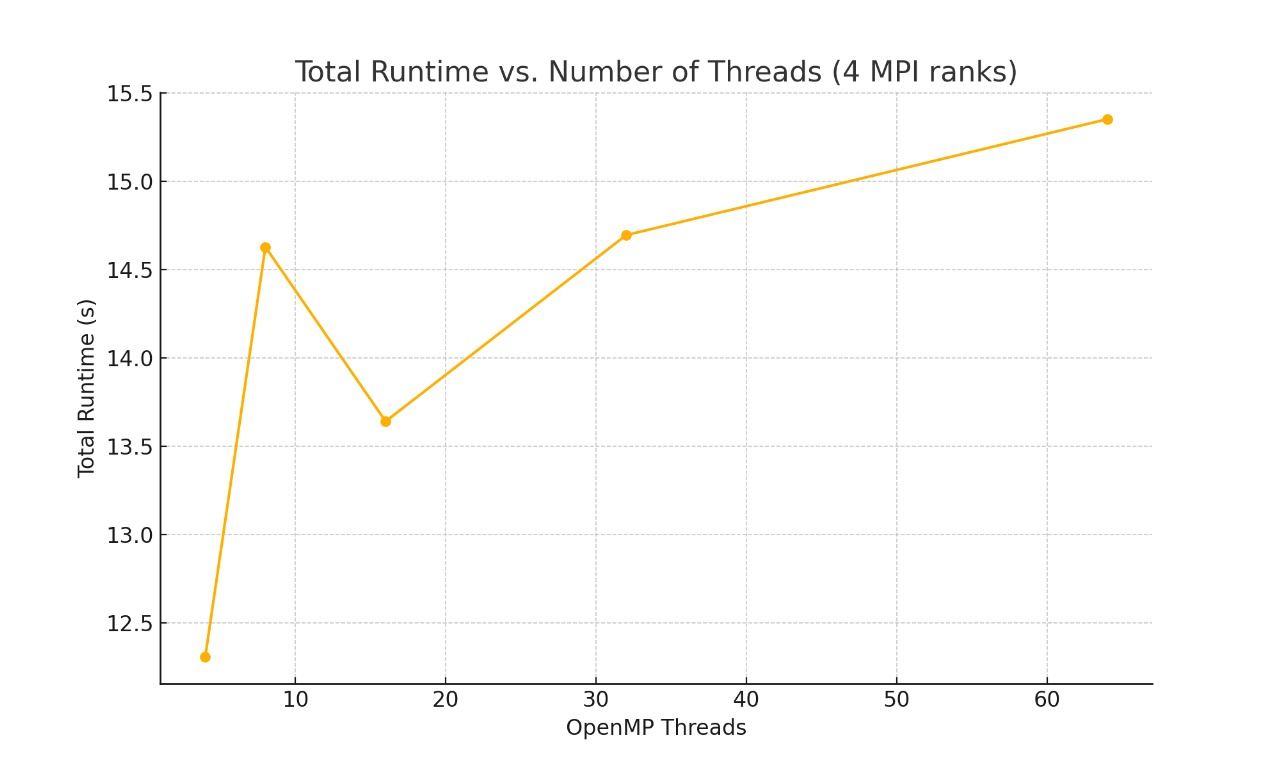 Total Runtime vs. Number of Threads (4 MPI ranks)
15.5
15.0
14.5
14.0
13.5
13.0
12.5
Total Runtime (s)
10 20 30 40 50 60
OpenMP Threads